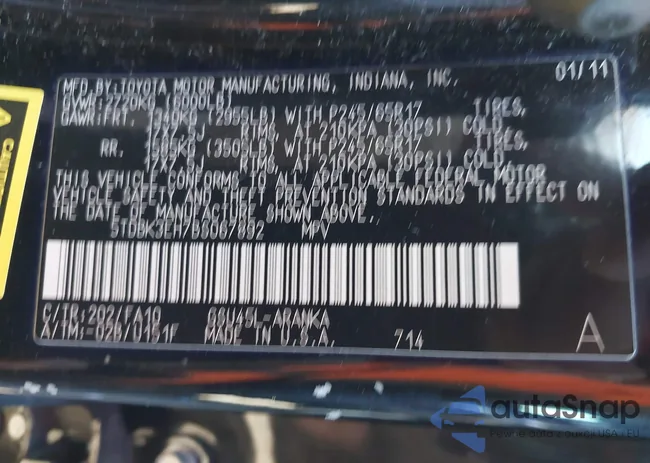 MFD.BY:TOYOTA MOTOR MANUFACTURING, INDIANA, INC. 01/11
GVWR:2720KG (6000LB)
GAWR:FRT. 1340KG (2955LB) WITH P245/65R17 TIRES,
17X7.5J RIMS, AT 210KPA (30PSI) COLD,
RR. (3505LB) WITH P245/65R17 TIRES,
17X7.5J RIMS, AT 210KPA (30PSI) COLD,
THIS VEHICLE CONFORMS TO ALL APPLICABLE FEDERAL MOTOR
VEHICLE SAFETY AND THEFT PREVENTION STANDARDS IN EFFECT ON
THE DATE OF MANUFACTURE SHOWN ABOVE.
MPV
C/TR:202/FA10 GSU45L-ARANKA
A/TM:-02B/0151F MADE IN U.S.A. 714 A
autoSnap